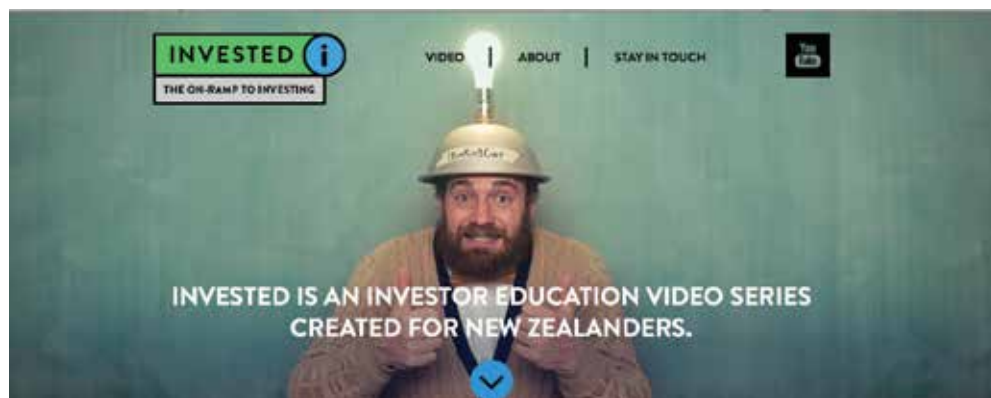 INVESTED i
THE ON-RAMP TO INVESTING
VIDEO | ABOUT | STAY IN TOUCH
You
Tube
INVESTED IS AN INVESTOR EDUCATION VIDEO SERIES
CREATED FOR NEW ZEALANDERS.